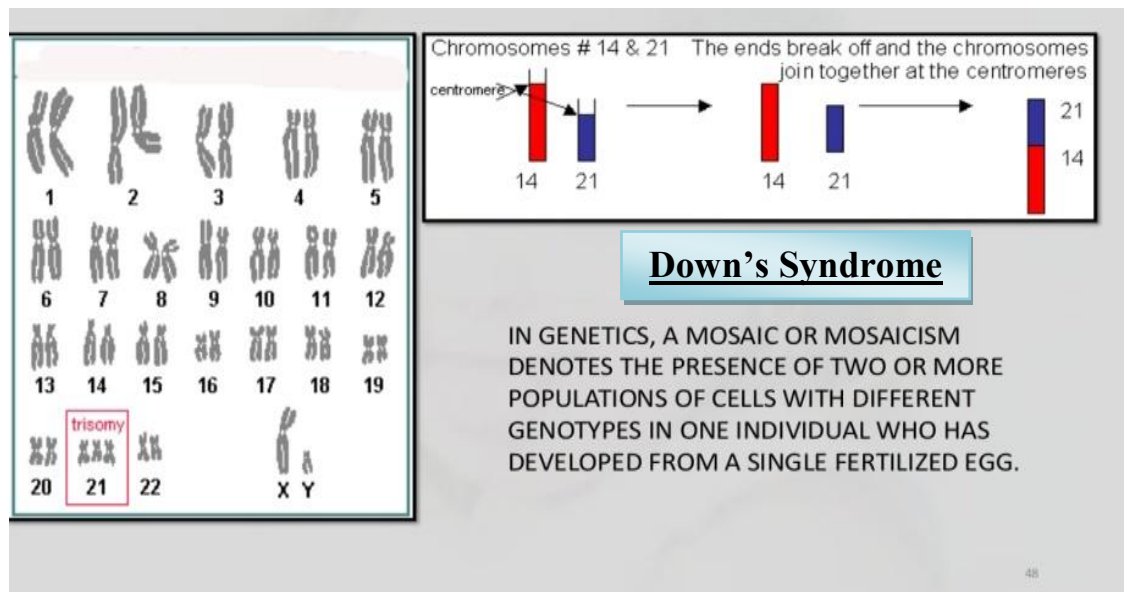 1 2 3 4 5
6 7 8 9 10 11 12
13 14 15 16 17 18 19
trisomy
20 21 22 X Y
Chromosomes # 14 & 21 The ends break off and the chromosomes
join together at the centromeres
centromere
14 21 14 21
21
14
Down's Syndrome
IN GENETICS, A MOSAIC OR MOSAICISM
DENOTES THE PRESENCE OF TWO OR MORE
POPULATIONS OF CELLS WITH DIFFERENT
GENOTYPES IN ONE INDIVIDUAL WHO HAS
DEVELOPED FROM A SINGLE FERTILIZED EGG.
48